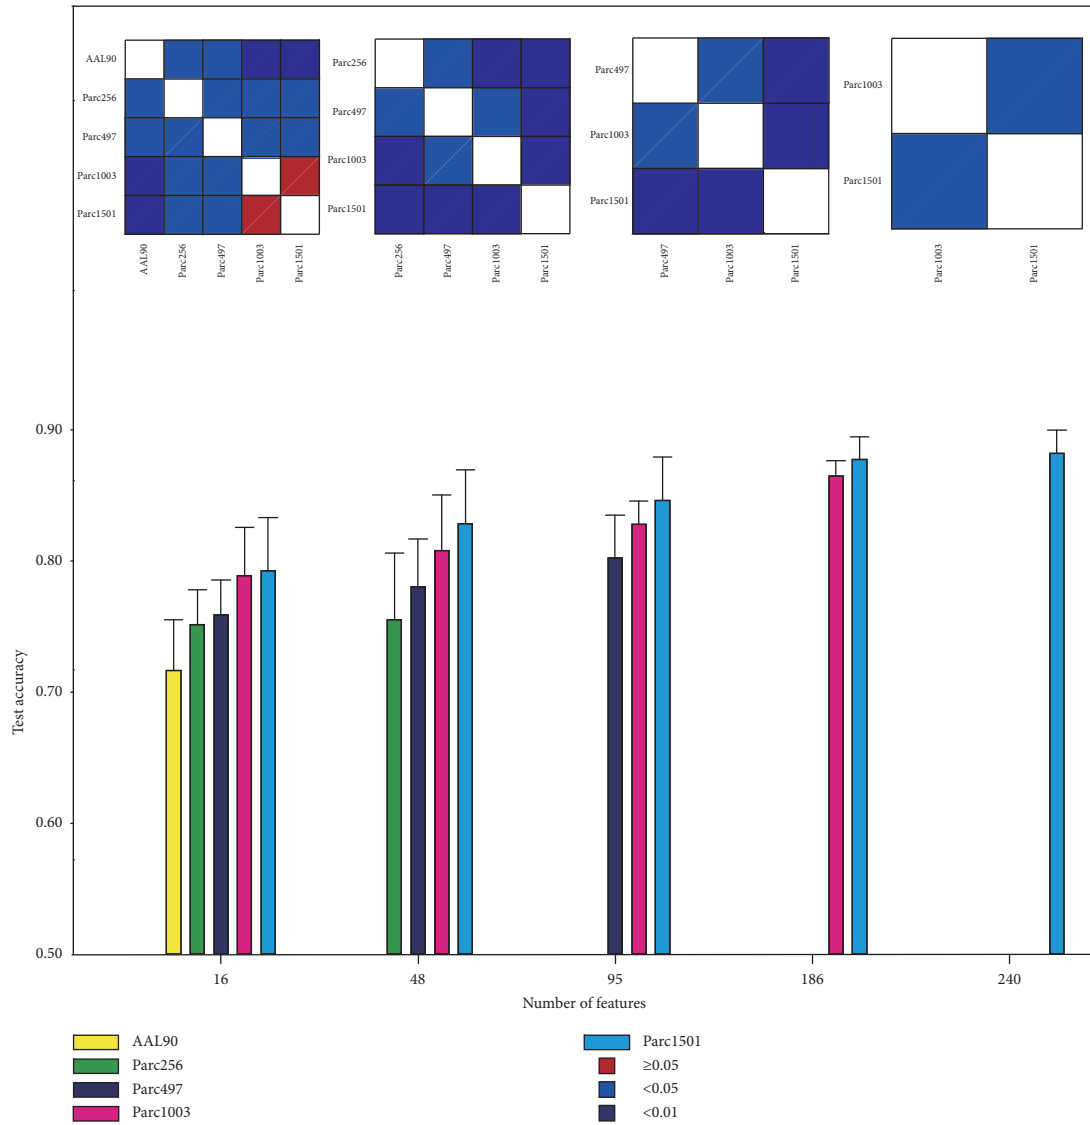 AAL90
Parc256
Parc497
Parc1003
Parc1501
AAL90
Parc256
Parc497
Parc1003
Parc1501
Parc256
Parc497
Parc1003
Parc1501
Parc256
Parc497
Parc1003
Parc1501
Parc497
Parc1003
Parc1501
Parc497
Parc1003
Parc1501
Parc1003
Parc1501
Parc1003
Parc1501
Test accuracy
0.90
0.80
0.70
0.60
0.50
16
48
95
186
240
Number of features
AAL90
Parc256
Parc497
Parc1003
Parc1501
≥0.05
<0.05
<0.01